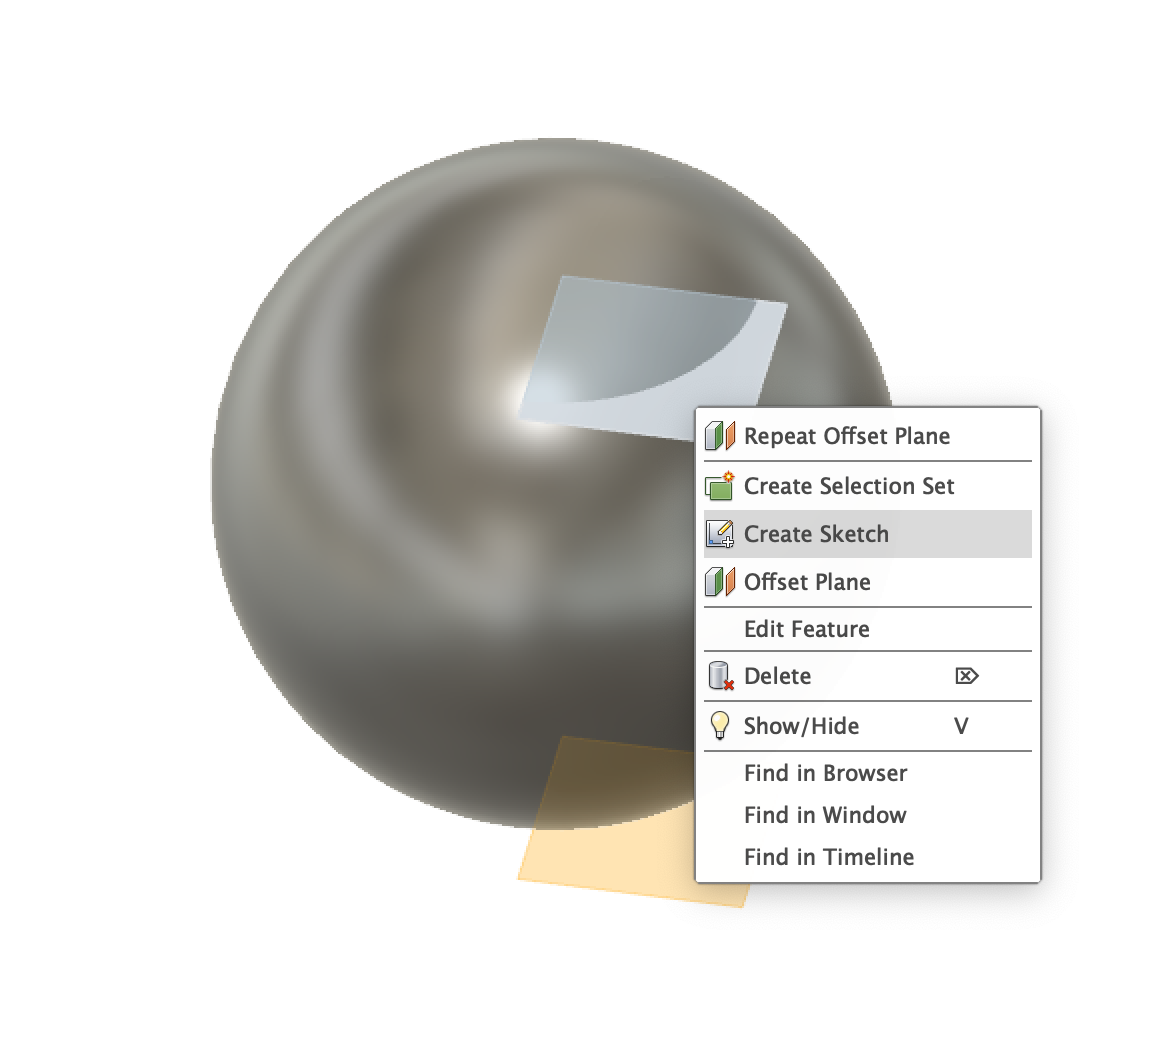 Repeat Offset Plane
Create Selection Set
Create Sketch
Offset Plane
Edit Feature
Delete ⌦
Show/Hide V
Find in Browser
Find in Window
Find in Timeline